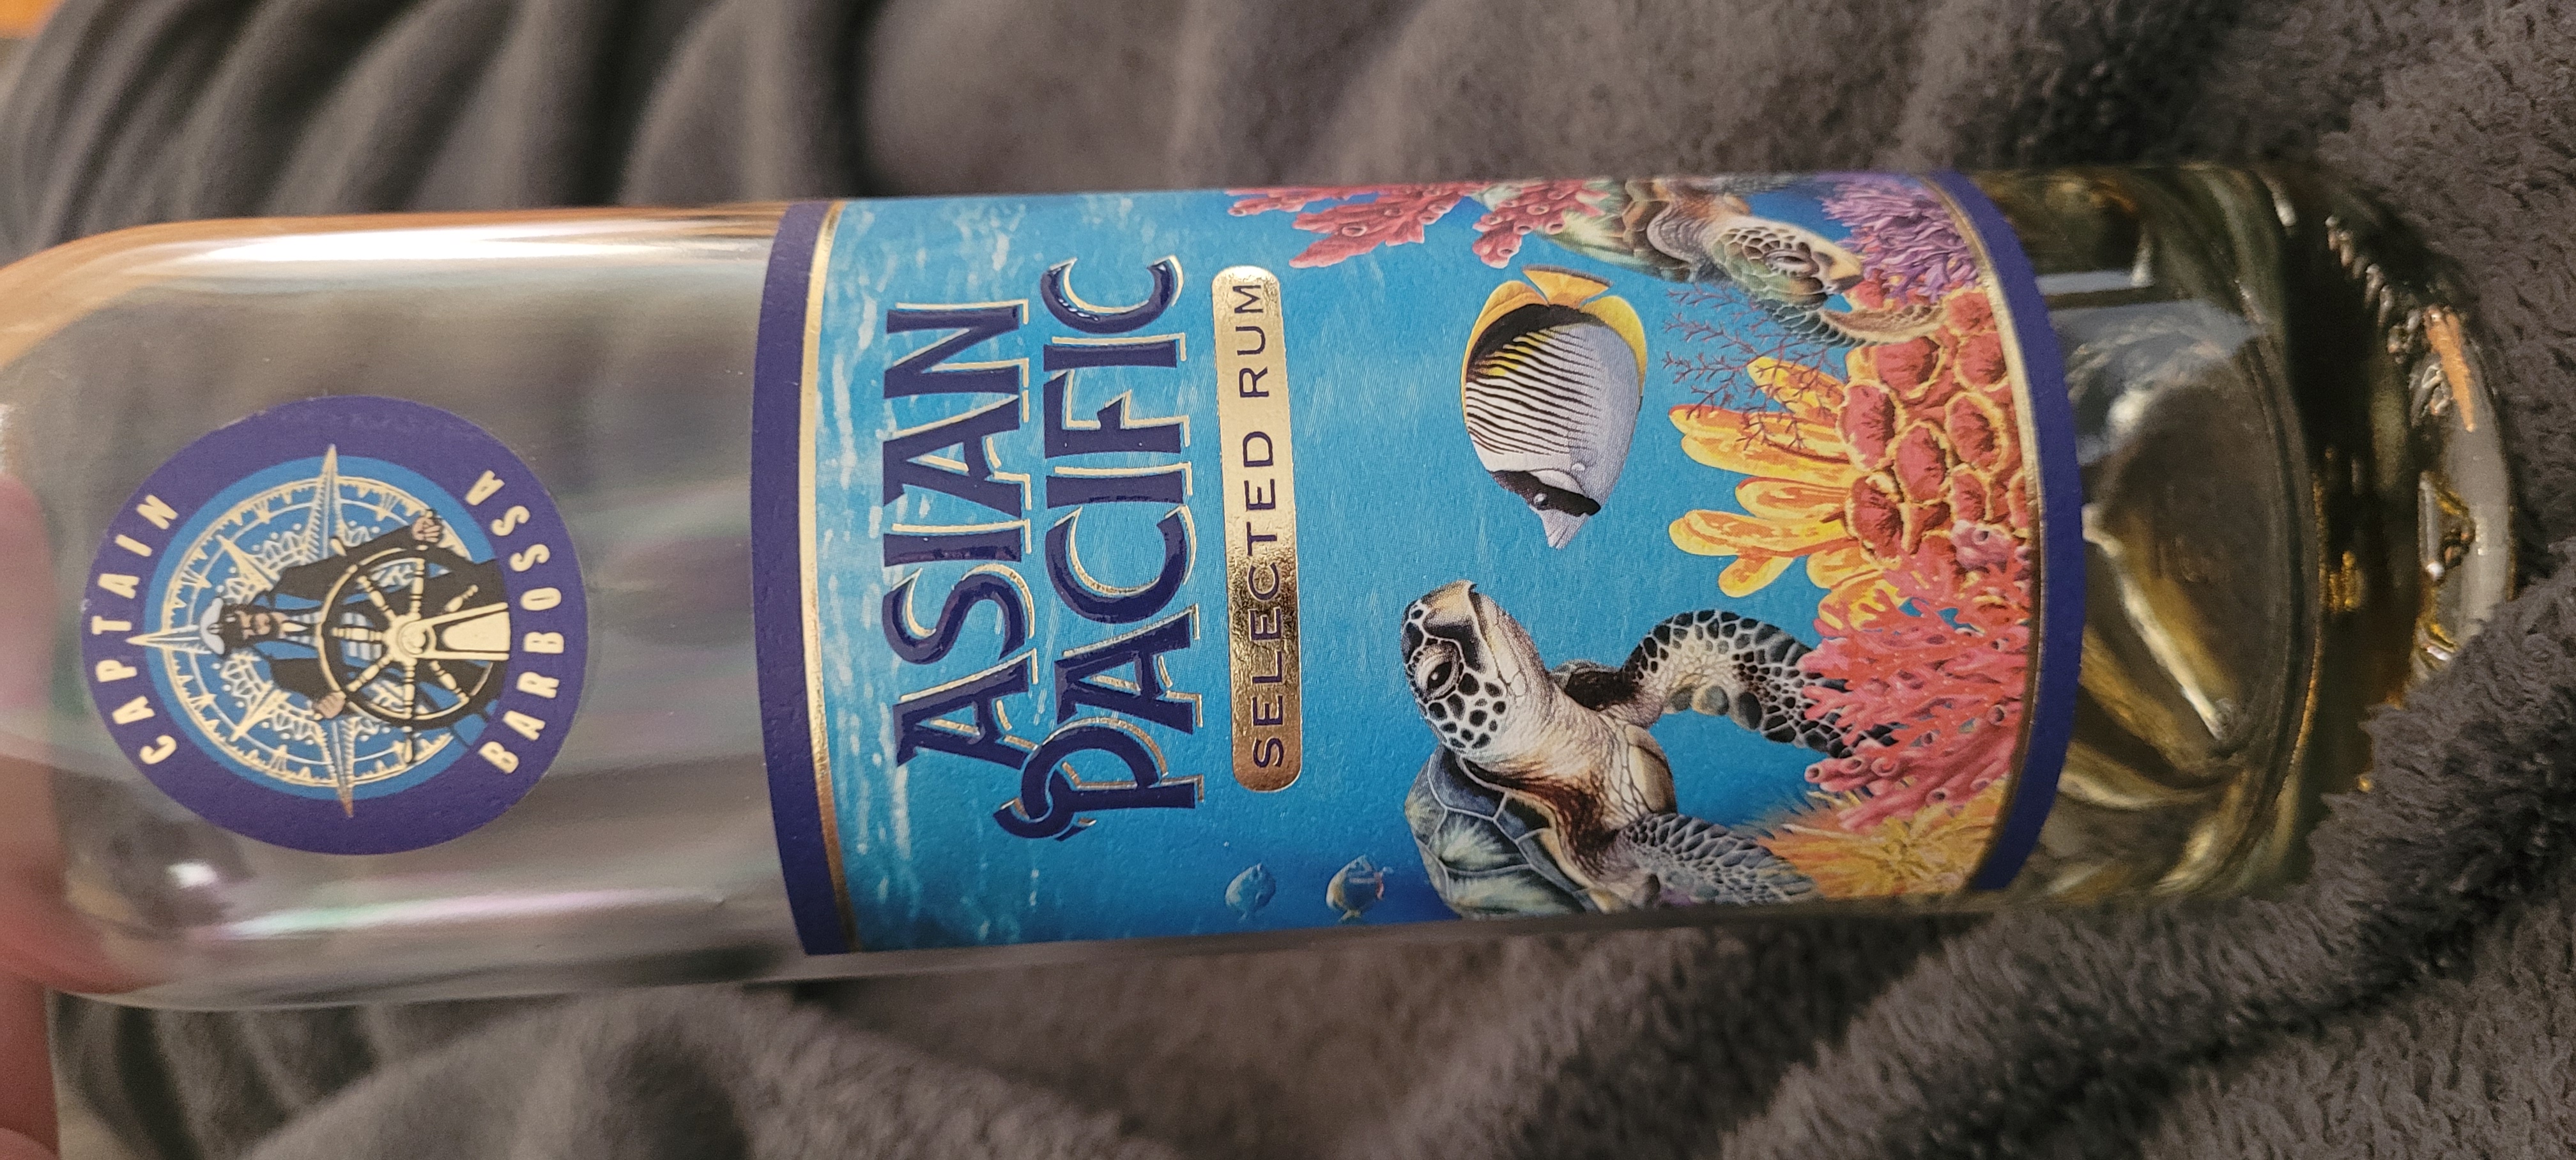 CAPTAIN
BARBOSSA
ASIAN
PACIFIC
SELECTED RUM